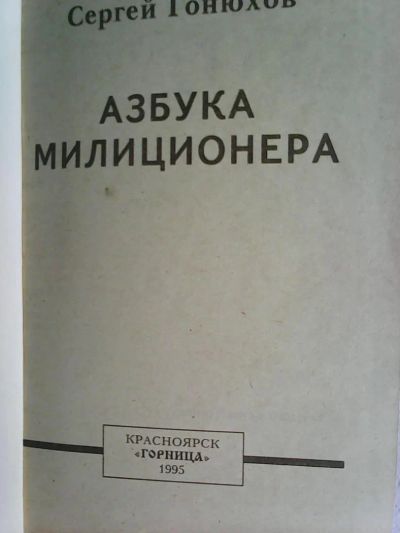 Сергей Гонюхов
АЗБУКА
МИЛИЦИОНЕРА
КРАСНОЯРСК
«ГОРНИЦА»
1995